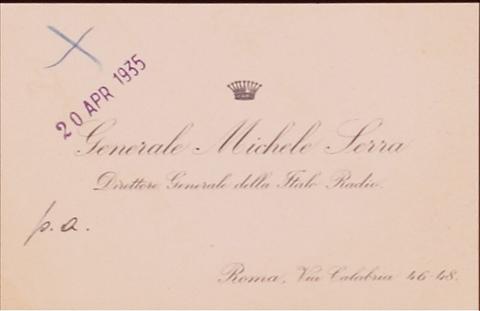 20 APR 1935
Generale Michele Serra
Direttore Generale della Italo Radio.
p.a.
Roma, Via Calabria 46-48.